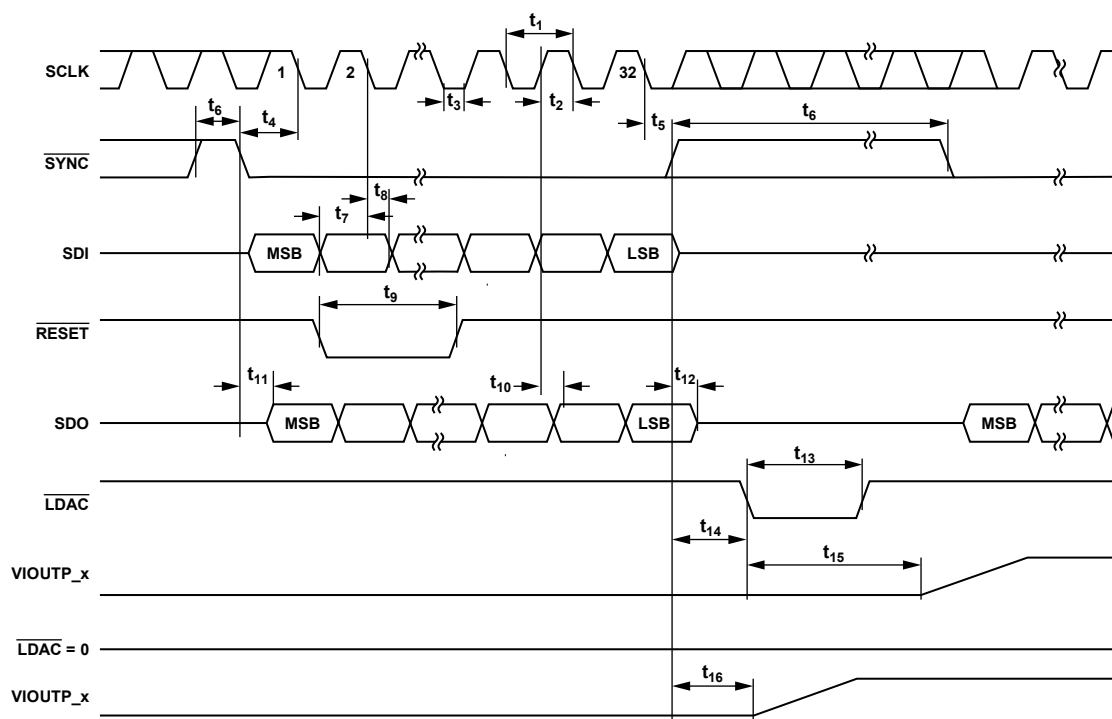 t1
SCLK
1
2
32
t3
t2
t6
t4
t5
t6
SYNC
t8
t7
SDI
MSB
LSB
t9
RESET
t11
t10
t12
SDO
MSB
LSB
MSB
t13
LDAC
t14
t15
VIOUTP_x
LDAC = 0
t16
VIOUTP_x